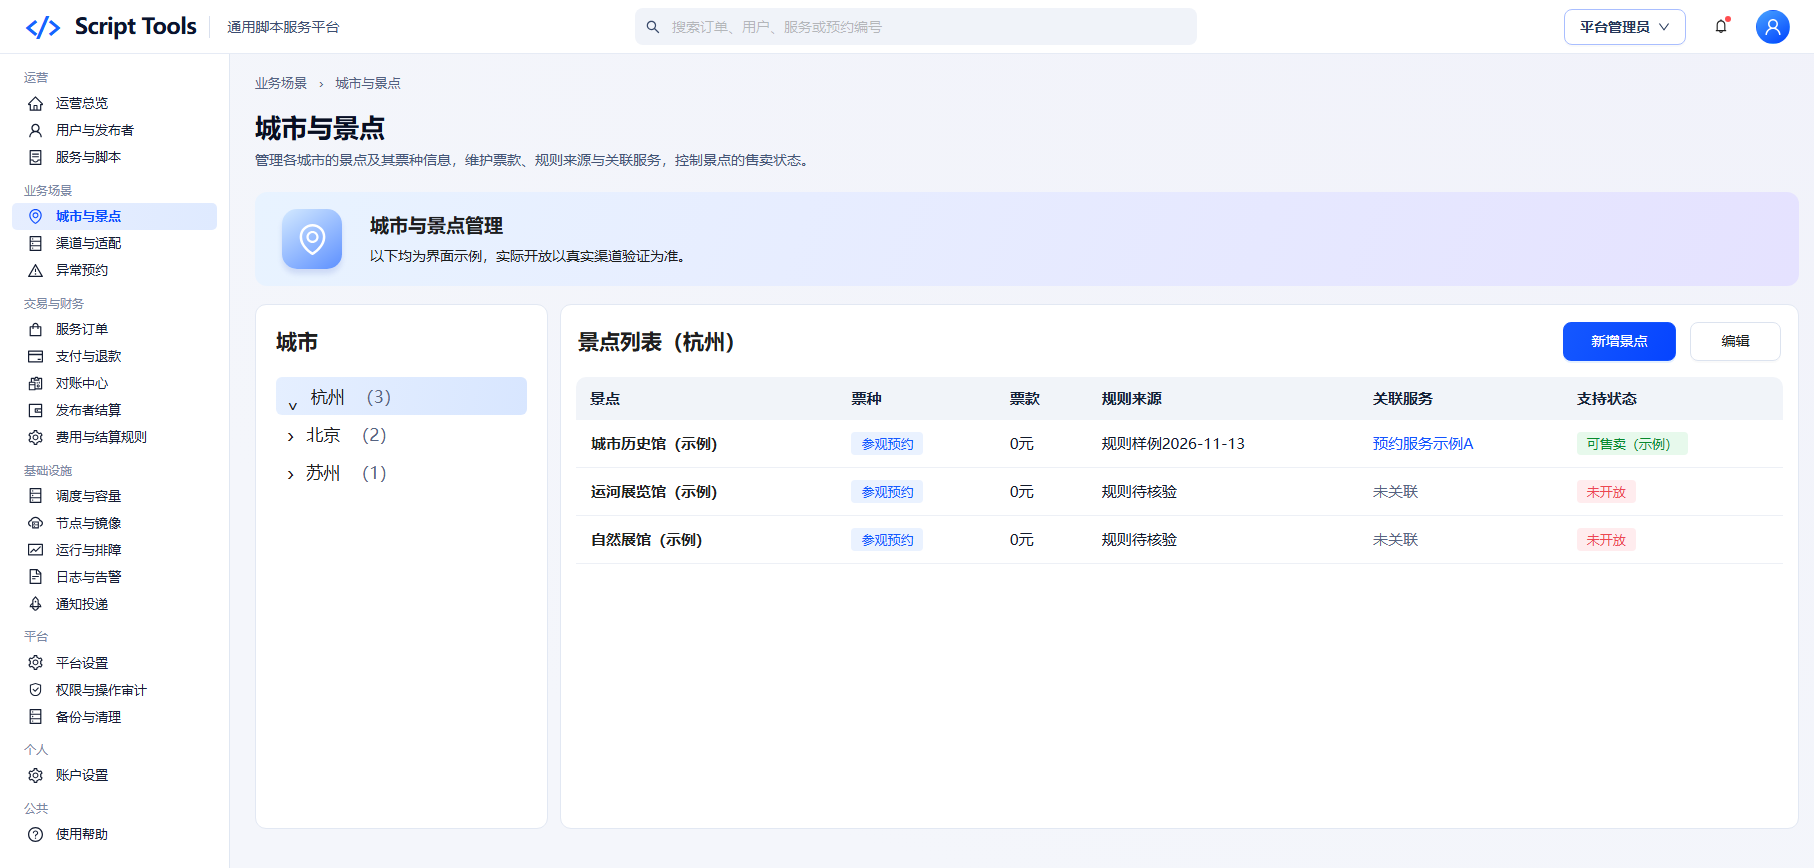 </> Script Tools 通用脚本服务平台
搜索订单、用户、服务或预约编号
平台管理员
运营
运营总览
用户与发布者
服务与脚本
业务场景
城市与景点
渠道与适配
异常预约
交易与财务
服务订单
支付与退款
对账中心
发布者结算
费用与结算规则
基础设施
调度与容量
节点与镜像
运行与排障
日志与告警
通知投递
平台
平台设置
权限与操作审计
备份与清理
个人
账户设置
公共
使用帮助
业务场景 › 城市与景点
城市与景点
管理各城市的景点及其票种信息，维护票款、规则来源与关联服务，控制景点的售卖状态。
城市与景点管理
以下均为界面示例，实际开放以真实渠道验证为准。
城市
杭州 （3）
北京 （2）
苏州 （1）
景点列表（杭州）
新增景点 编辑
景点 票种 票款 规则来源 关联服务 支持状态
城市历史馆（示例） 参观预约 0元 规则样例2026-11-13 预约服务示例A 可售卖（示例）
运河展览馆（示例） 参观预约 0元 规则待核验 未关联 未开放
自然展馆（示例） 参观预约 0元 规则待核验 未关联 未开放